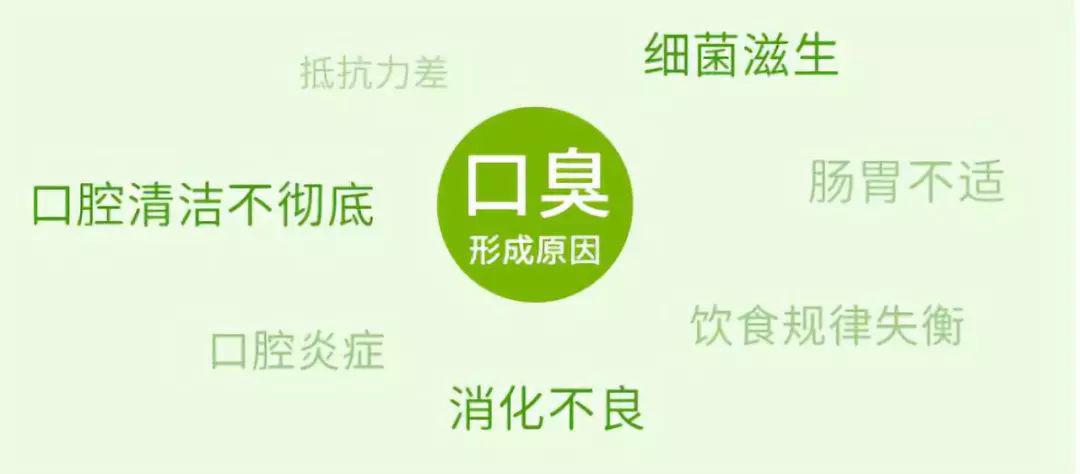 细菌滋生
抵抗力差
口臭
形成原因
肠胃不适
口腔清洁不彻底
饮食规律失衡
口腔炎症
消化不良